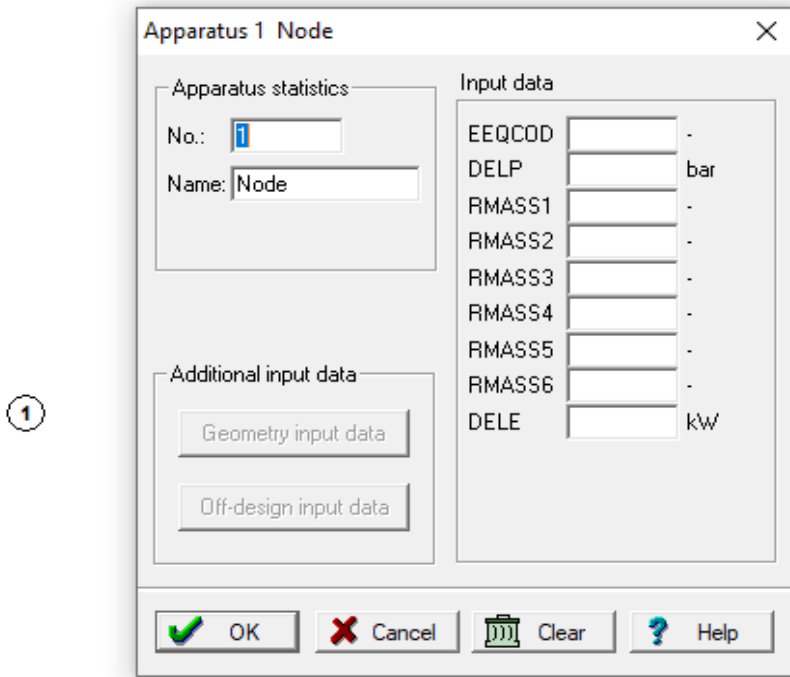 Apparatus 1 Node
Apparatus statistics
No.: 1
Name: Node
Input data
EEQCOD -
DELP bar
RMASS1 -
RMASS2 -
RMASS3 -
RMASS4 -
RMASS5 -
RMASS6 -
DELE kW
Additional input data
Geometry input data
Off-design input data
1
OK Cancel Clear Help